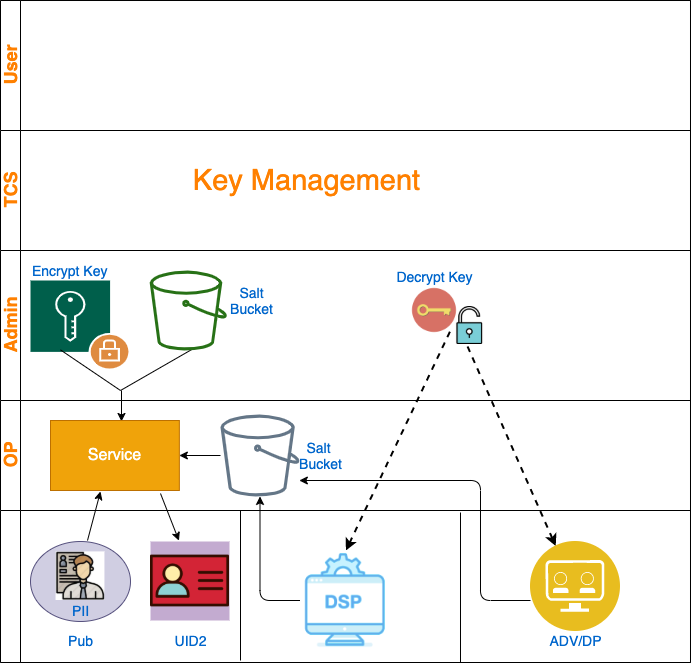 User
TCS
Key Management
Admin
Encrypt Key
Salt
Bucket
Decrypt Key
OP
Service
Salt
Bucket
PII
Pub
UID2
DSP
ADV/DP